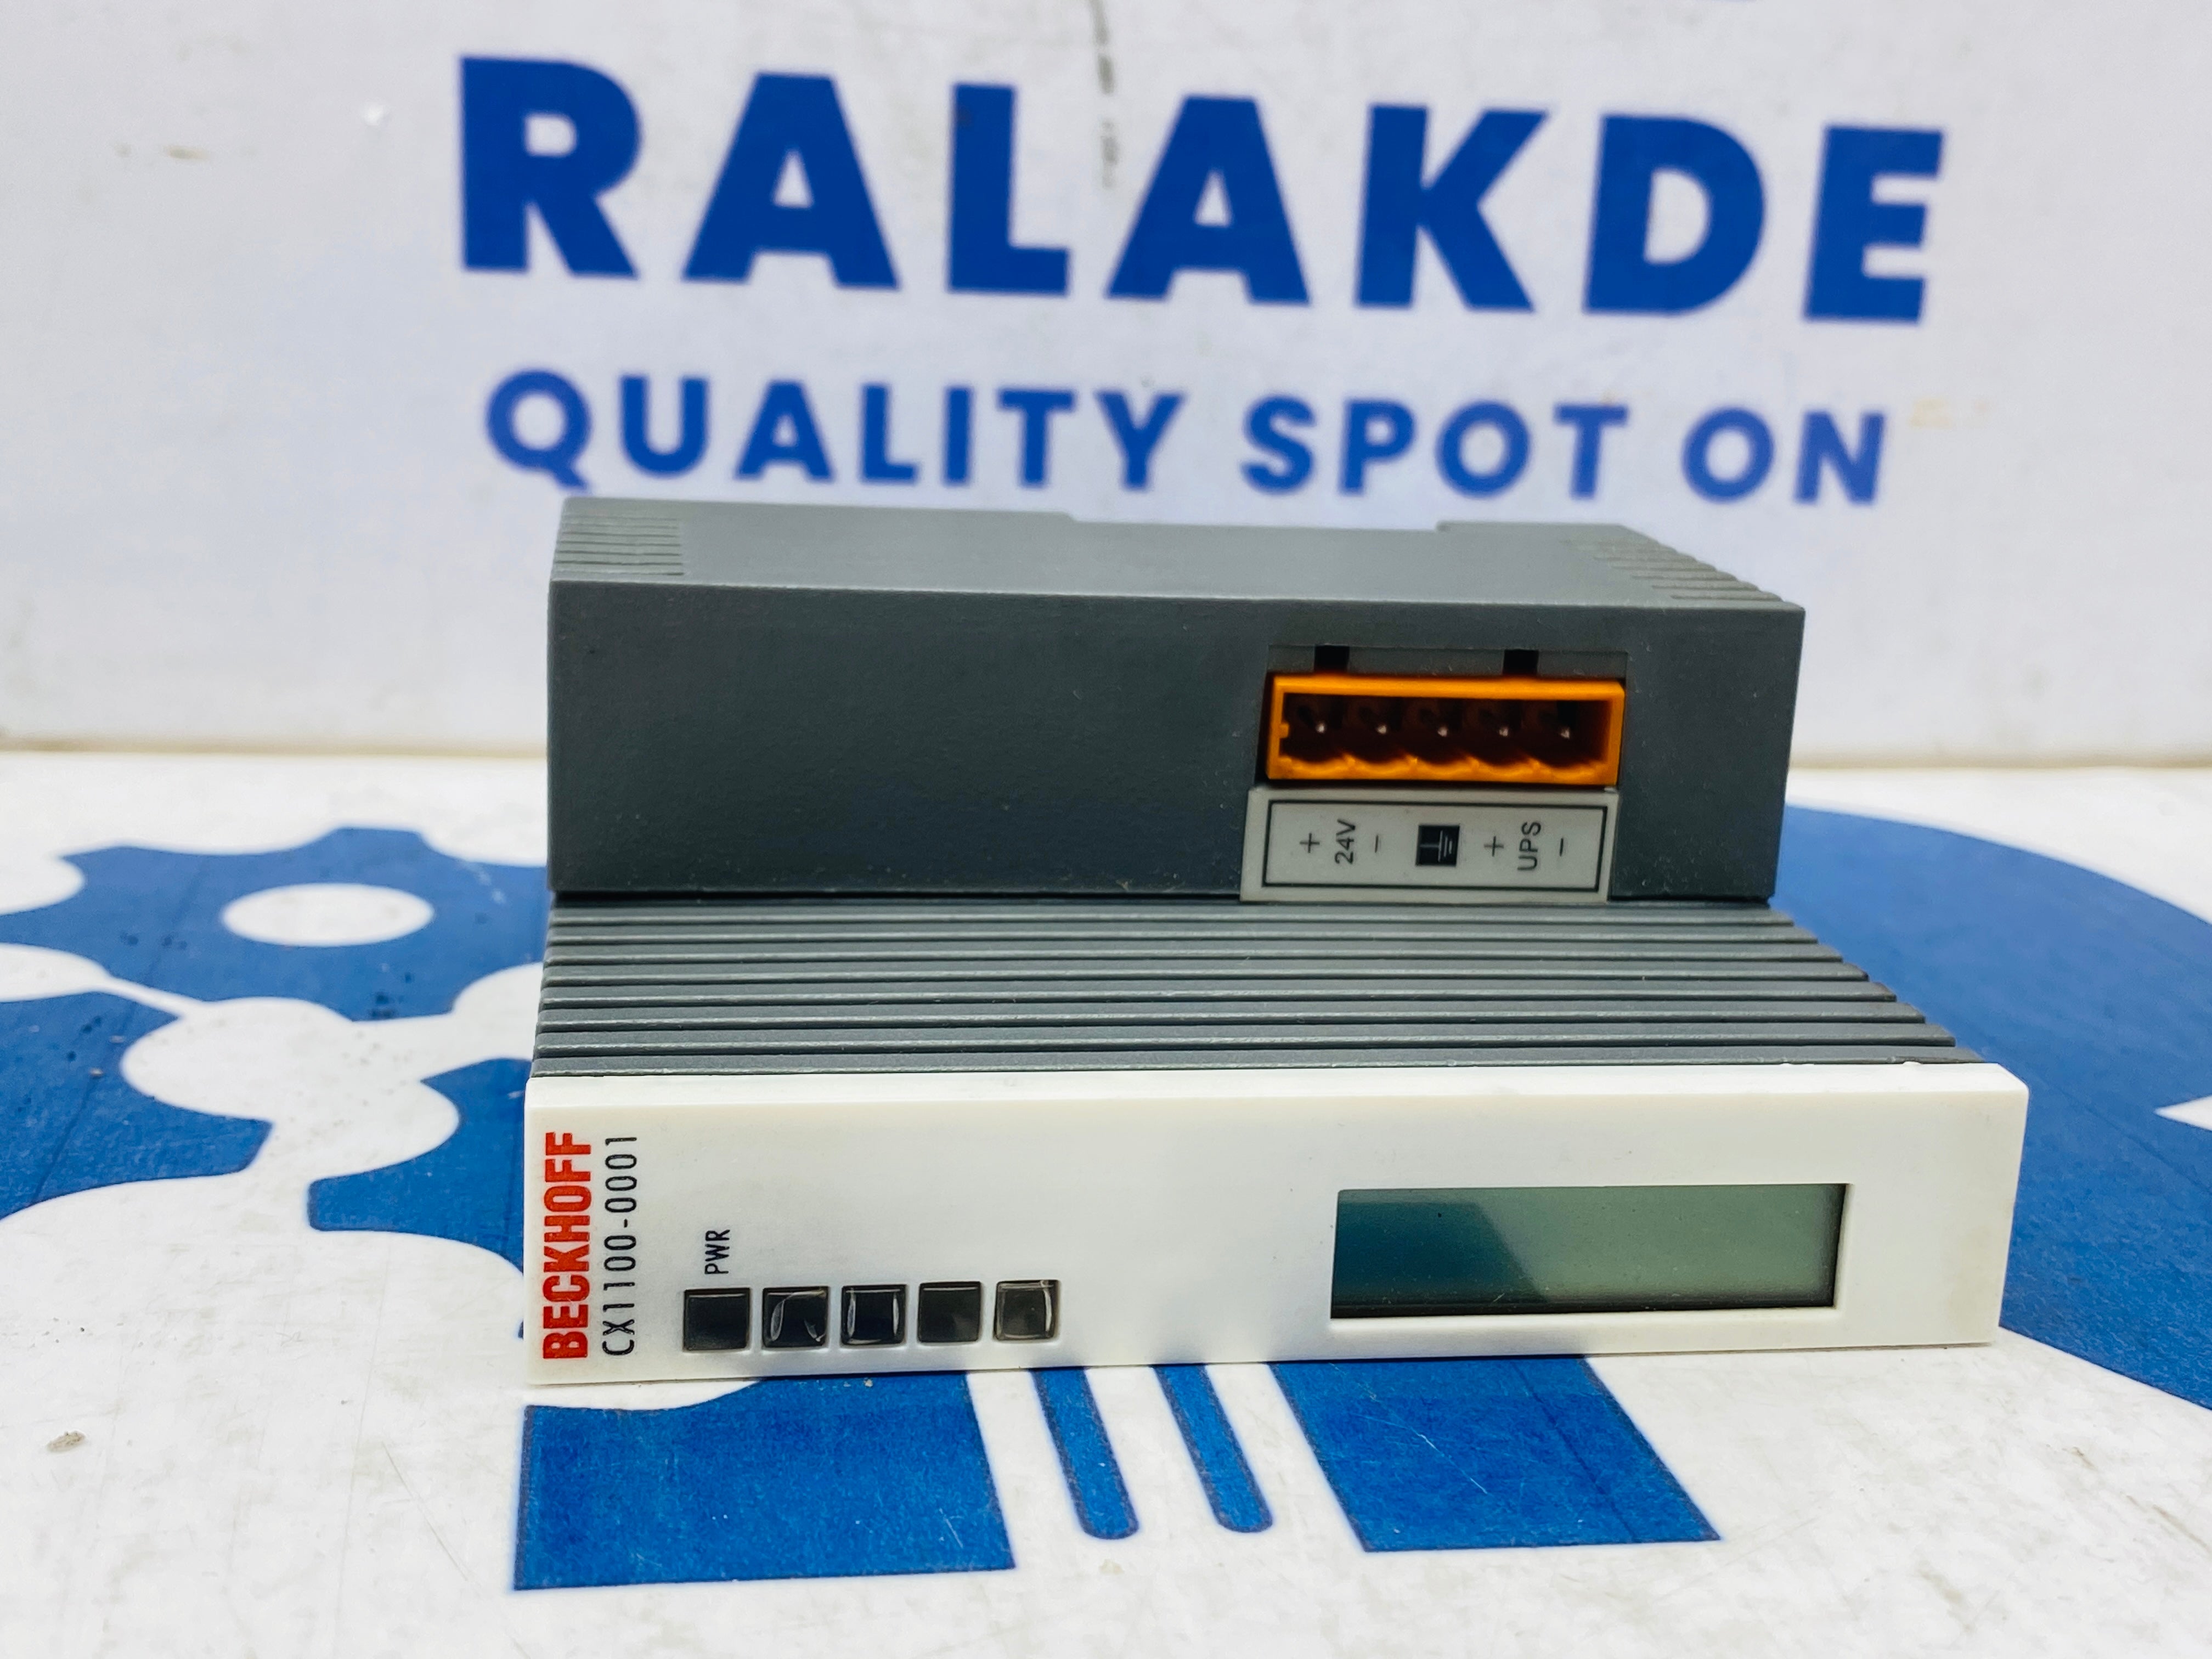 RALAKDE
QUALITY SPOT ON
+ 24V - + UPS -
BECKHOFF
CX1100-0001
PWR